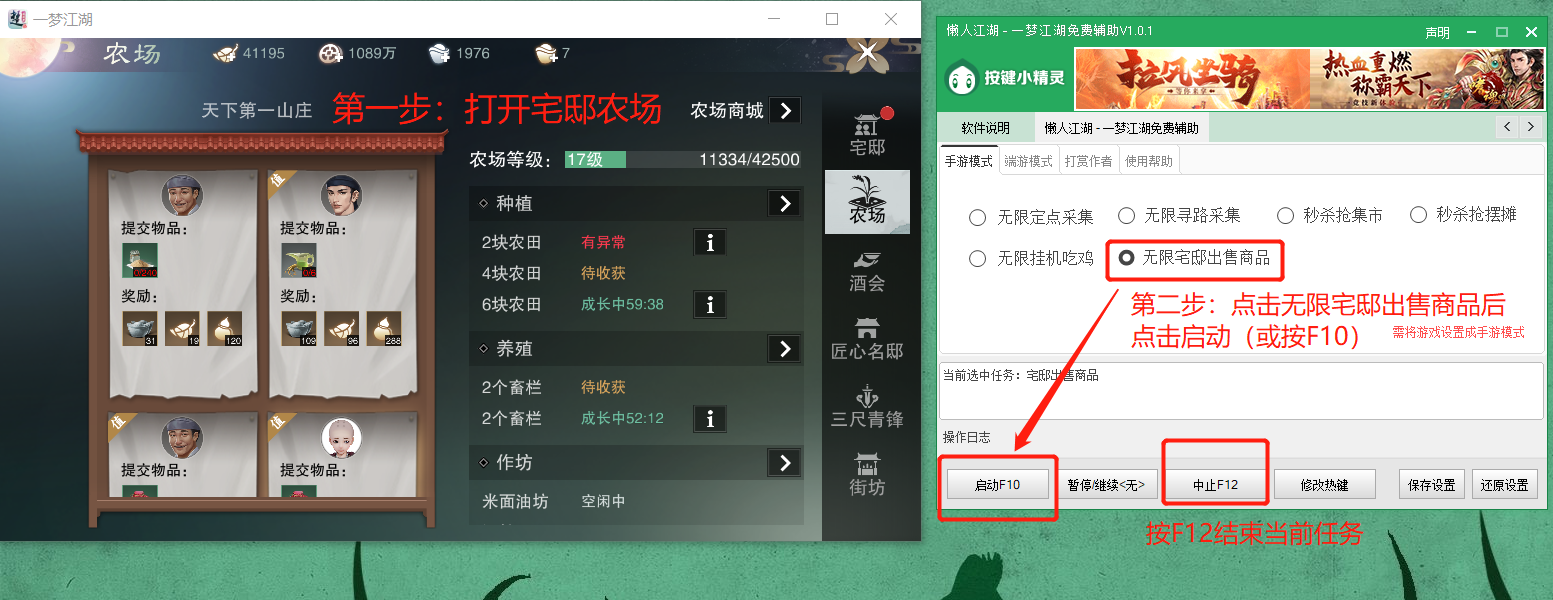 一梦江湖
农场
41195
1089万
1976
7
天下第一山庄
第一步：打开宅邸农场
农场商城
农场等级：
17级
11334/42500
值
提交物品：
提交物品：
0/240
0/8
奖励：
奖励：
31
19
120
109
96
288
值
值
提交物品：
提交物品：
种植
2块农田
有异常
4块农田
待收获
6块农田
成长中59:38
养殖
2个畜栏
待收获
2个畜栏
成长中52:12
作坊
米面油坊
空闲中
宅邸
农场
酒会
匠心名邸
三尺青锋
街坊
懒人江湖 - 一梦江湖免费辅助V1.0.1
声明
按键小精灵
拉风坐骑
热血重燃
称霸天下
软件说明
懒人江湖 - 一梦江湖免费辅助
手游模式
端游模式
打赏作者
使用帮助
无限定点采集
无限寻路采集
秒杀抢集市
秒杀抢摆摊
无限挂机吃鸡
无限宅邸出售商品
第二步：点击无限宅邸出售商品后
点击启动（或按F10）
需将游戏设置成手游模式
当前选中任务：宅邸出售商品
操作日志
启动F10
暂停/继续<无>
中止F12
修改热键
保存设置
还原设置
按F12结束当前任务